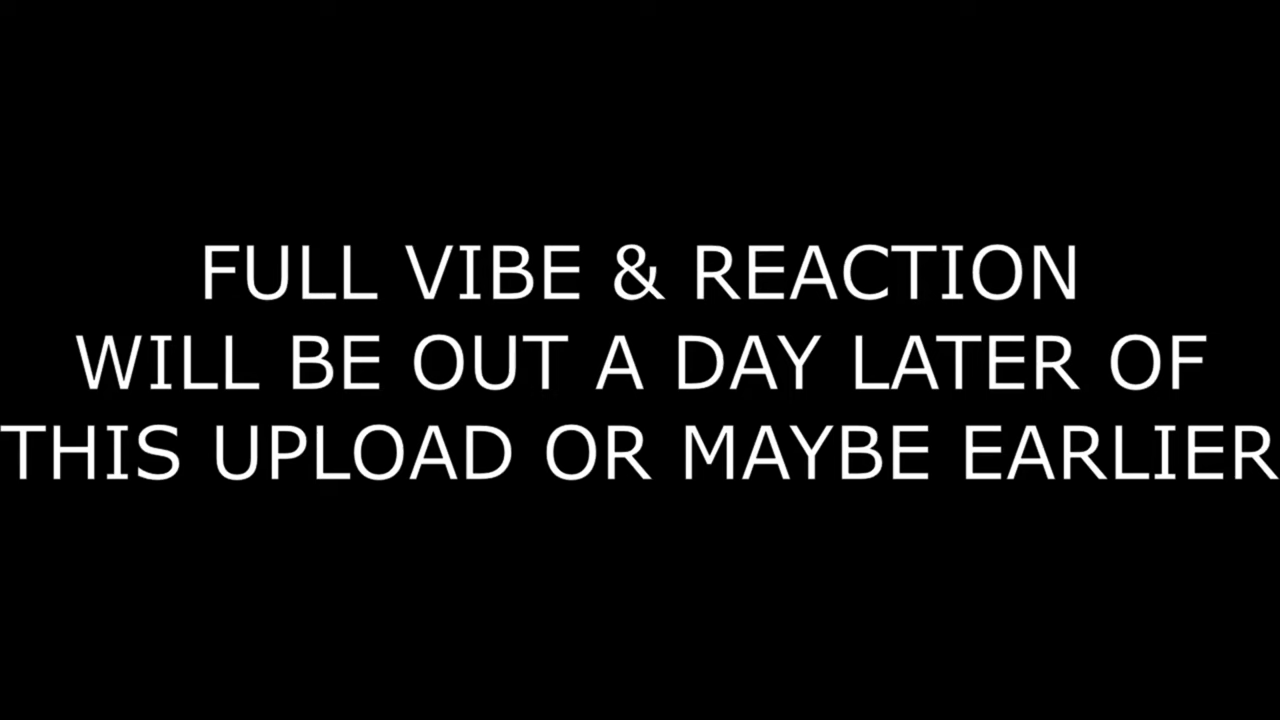 FULL VIBE & REACTION
WILL BE OUT A DAY LATER OF
THIS UPLOAD OR MAYBE EARLIER